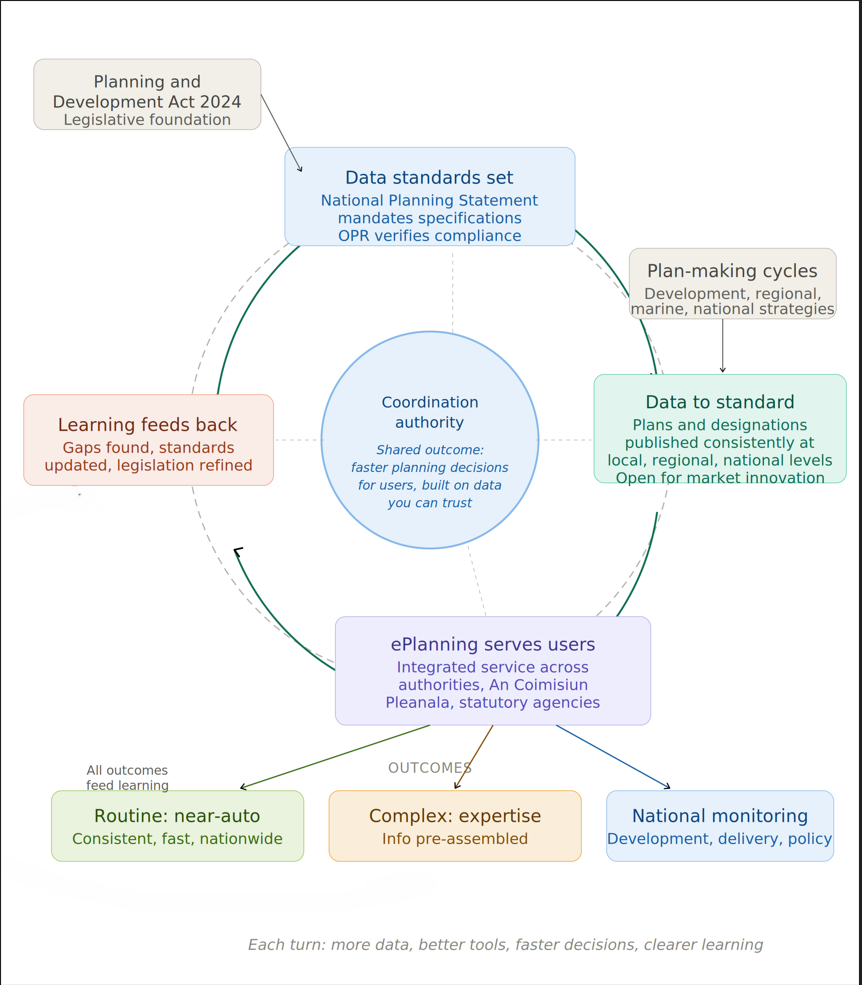 Planning and
Development Act 2024
Legislative foundation
Data standards set
National Planning Statement
mandates specifications
OPR verifies compliance
Plan-making cycles
Development, regional,
marine, national strategies
Learning feeds back
Gaps found, standards
updated, legislation refined
Coordination
authority
Shared outcome:
faster planning decisions
for users, built on data
you can trust
Data to standard
Plans and designations
published consistently at
local, regional, national levels
Open for market innovation
ePlanning serves users
Integrated service across
authorities, An Coimisiun
Pleanala, statutory agencies
OUTCOMES
All outcomes
feed learning
Routine: near-auto
Consistent, fast, nationwide
Complex: expertise
Info pre-assembled
National monitoring
Development, delivery, policy
Each turn: more data, better tools, faster decisions, clearer learning